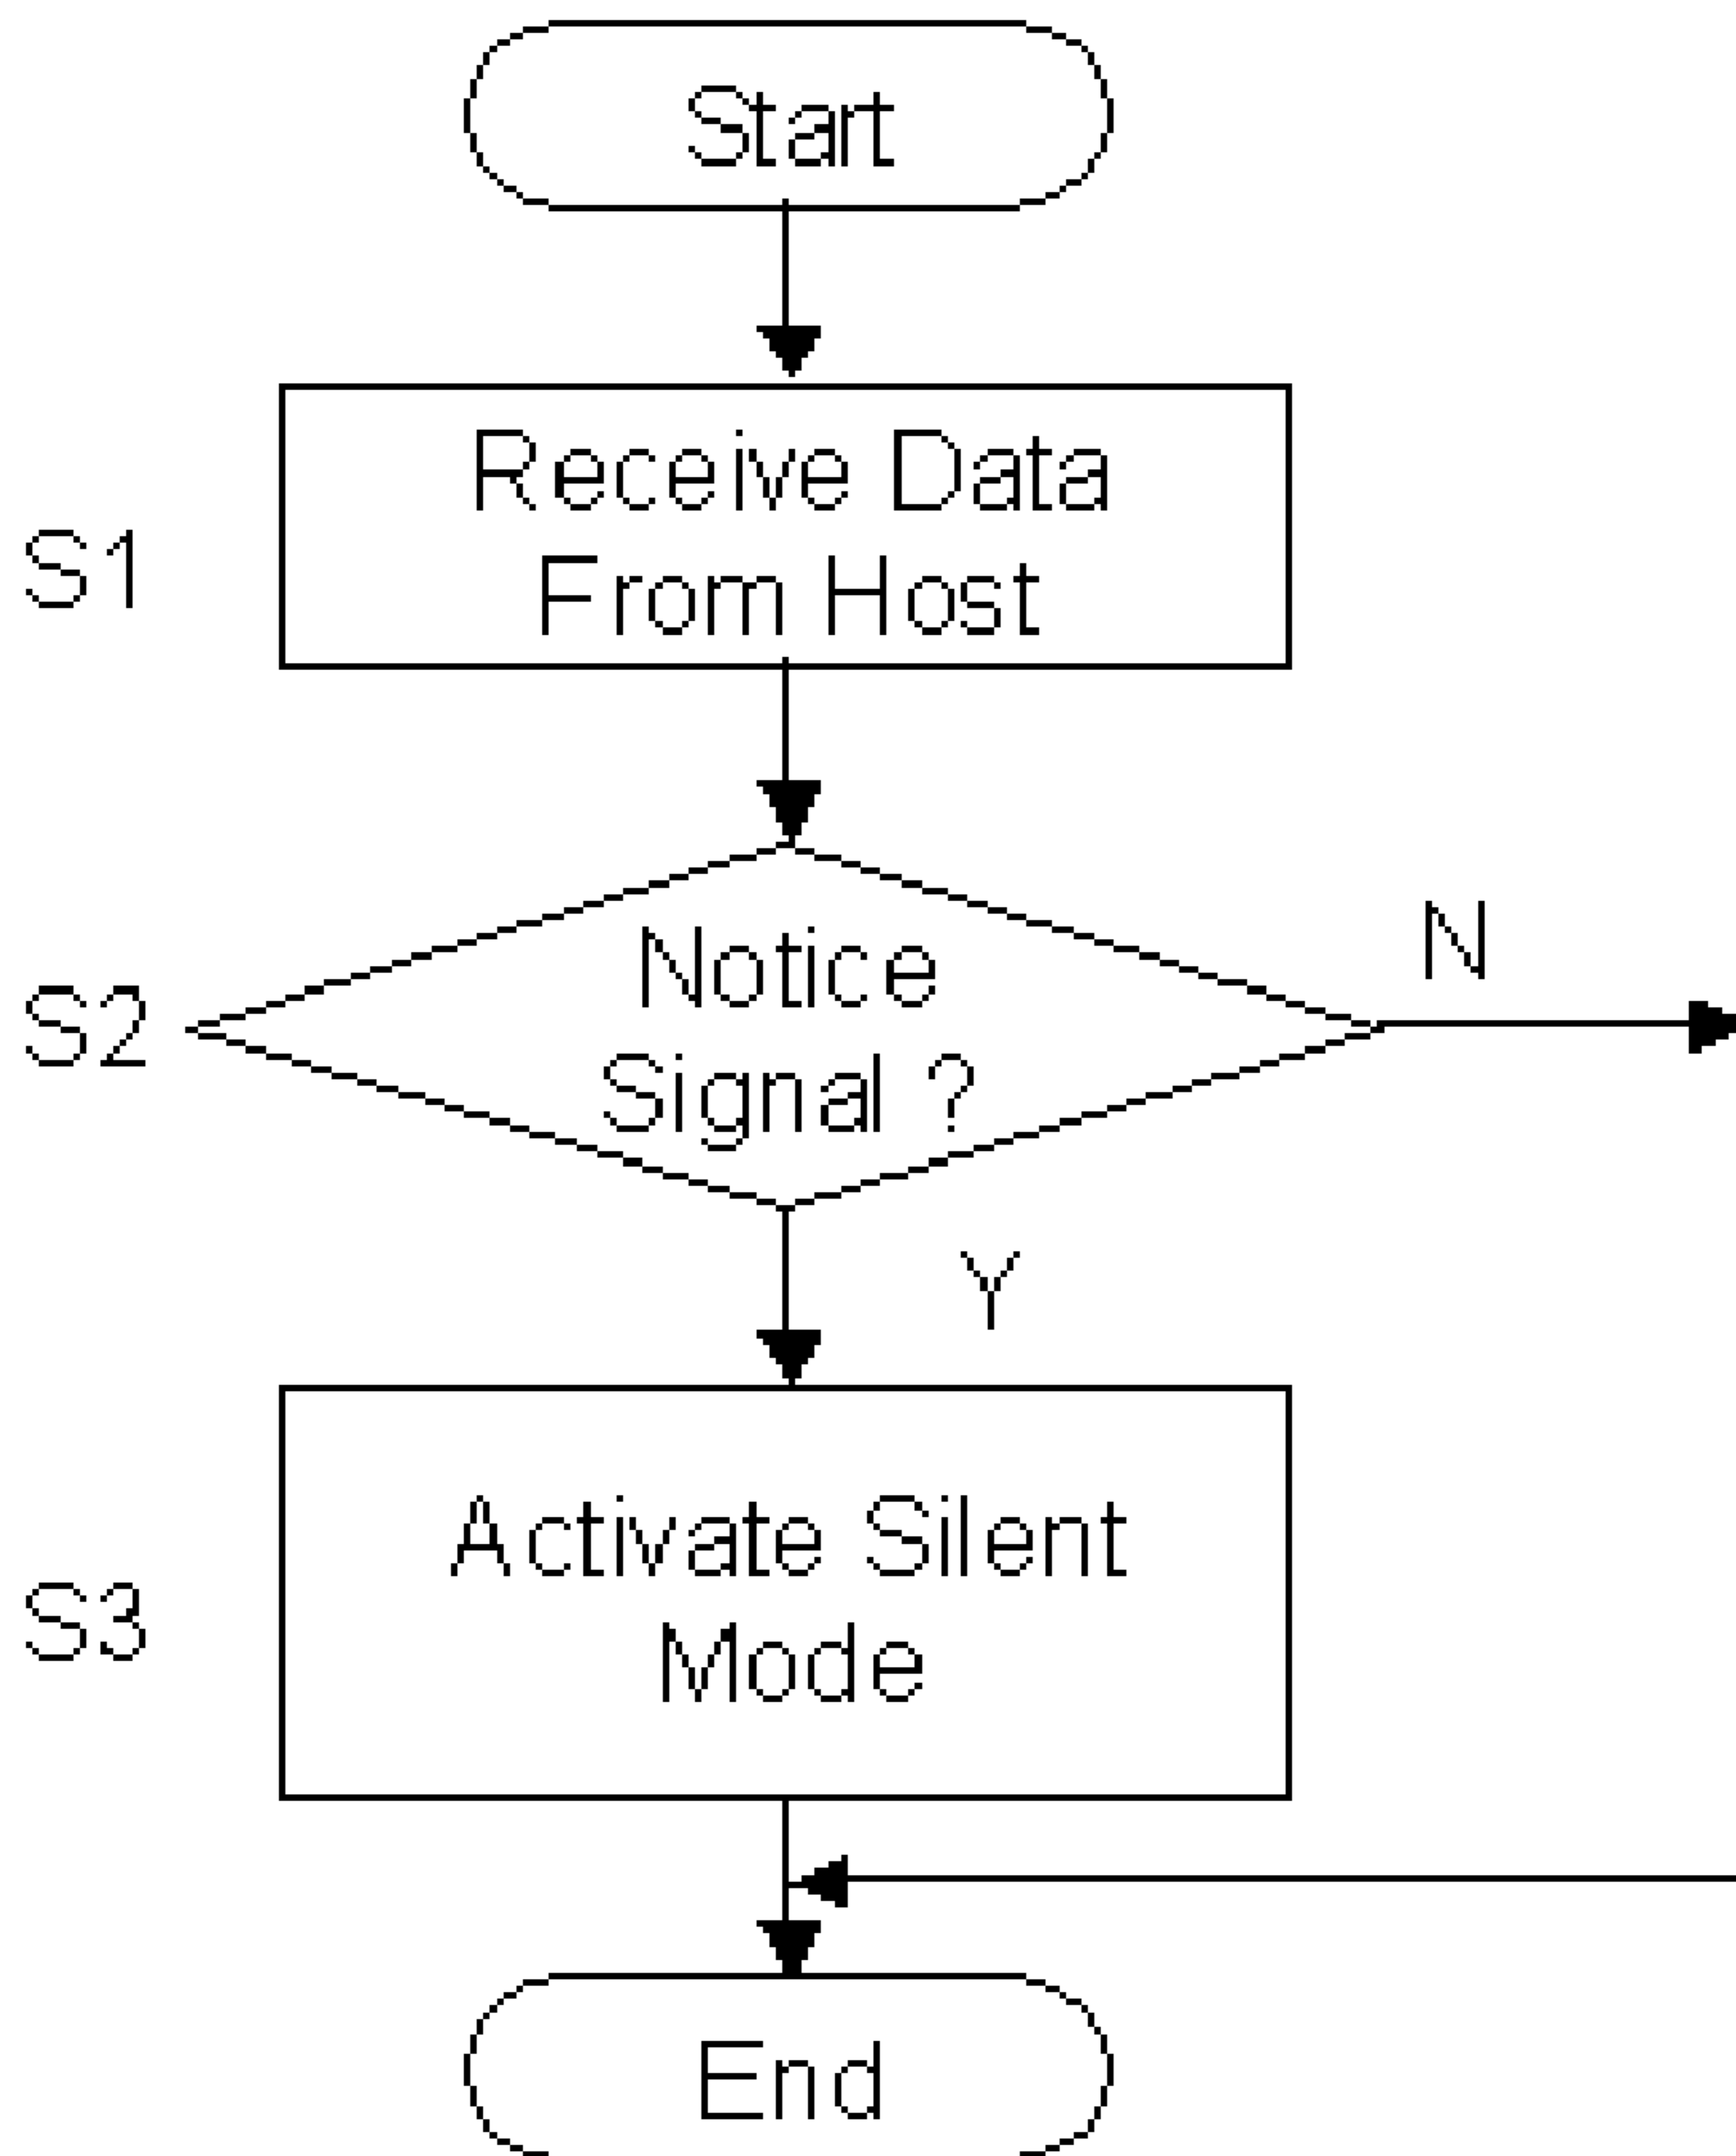 Start
S1
Receive Data
From Host
S2
Notice
Signal ?
N
Y
S3
Activate Silent
Mode
End